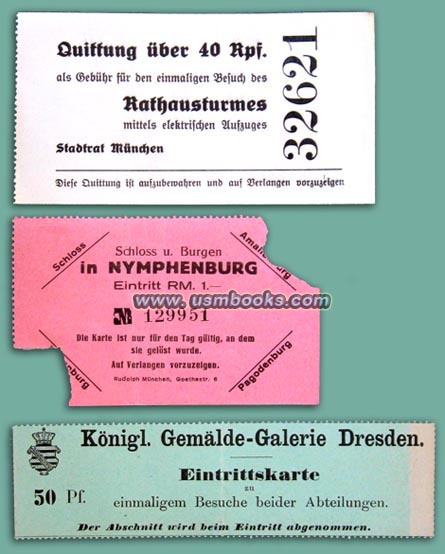 Quittung über 40 Rpf.
als Gebühr für den einmaligen Besuch des
Rathausturmes
mittels elektrischen Aufzuges
Stadtrat München
Diese Quittung ist aufzubewahren und auf Verlangen vorzuzeigen
32621
Schloss
Amali burg
Schloss u. Burgen
in NYMPHENBURG
Eintritt RM. 1.—
www.usmbooks.com
№ 129951
Die Karte ist nur für den Tag gültig, an dem
sie gelöst wurde.
Auf Verlangen vorzuzeigen.
burg
Pagodenburg
Rudolph München, Goethestr. 6
Königl. Gemälde-Galerie Dresden.
Eintrittskarte
zu
50 Pf. einmaligem Besuche beider Abteilungen.
Der Abschnitt wird beim Eintritt abgenommen.